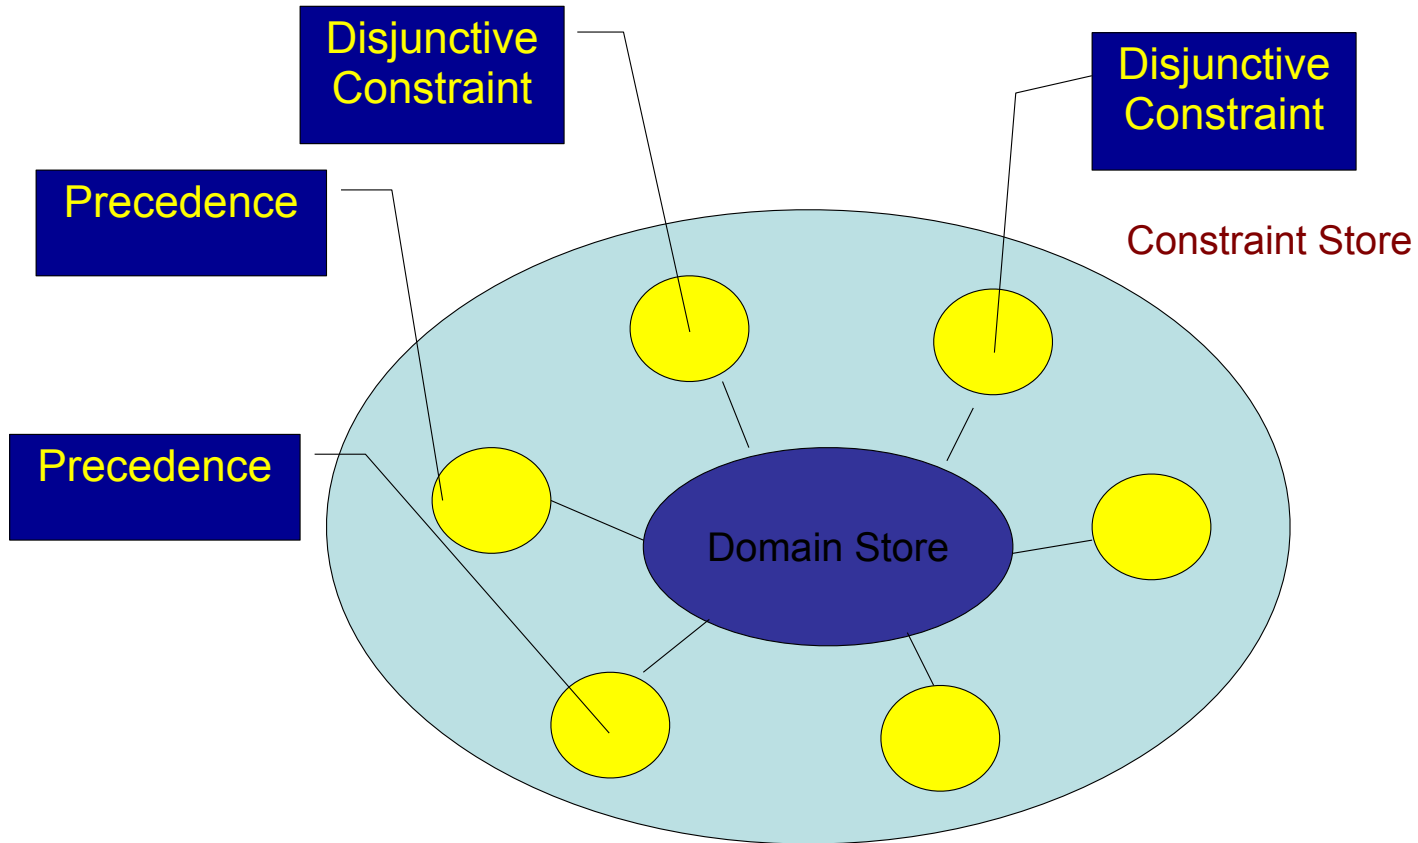 Disjunctive
Constraint
Disjunctive
Constraint
Precedence
Constraint Store
Precedence
Domain Store